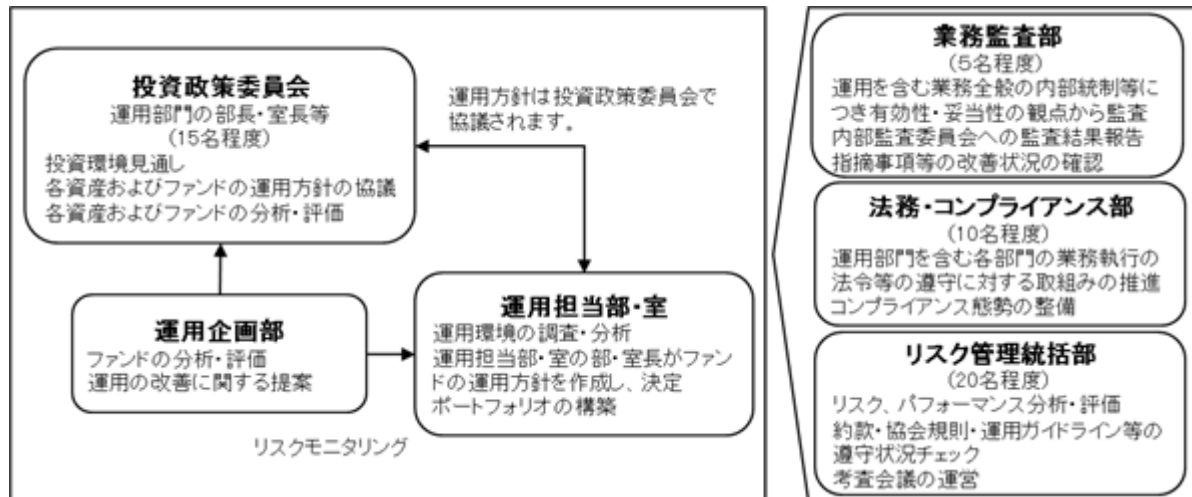 投資政策委員会
運用部門の部長・室長等
(15名程度)
投資環境見通し
各資産およびファンドの運用方針の協議
各資産およびファンドの分析・評価
運用方針は投資政策委員会で
協議されます。
運用企画部
ファンドの分析・評価
運用の改善に関する提案
運用担当部・室
運用環境の調査・分析
運用担当部・室の部・室長がファン
ドの運用方針を作成し、決定
ポートフォリオの構築
リスクモニタリング
業務監査部
(5名程度)
運用を含む業務全般の内部統制等に
つき有効性・妥当性の観点から監査
内部監査委員会への監査結果報告
指摘事項等の改善状況の確認
法務・コンプライアンス部
(10名程度)
運用部門を含む各部門の業務執行の
法令等の遵守に対する取組みの推進
コンプライアンス態勢の整備
リスク管理統括部
(20名程度)
リスク、パフォーマンス分析・評価
約款・協会規則・運用ガイドライン等の
遵守状況チェック
考査会議の運営